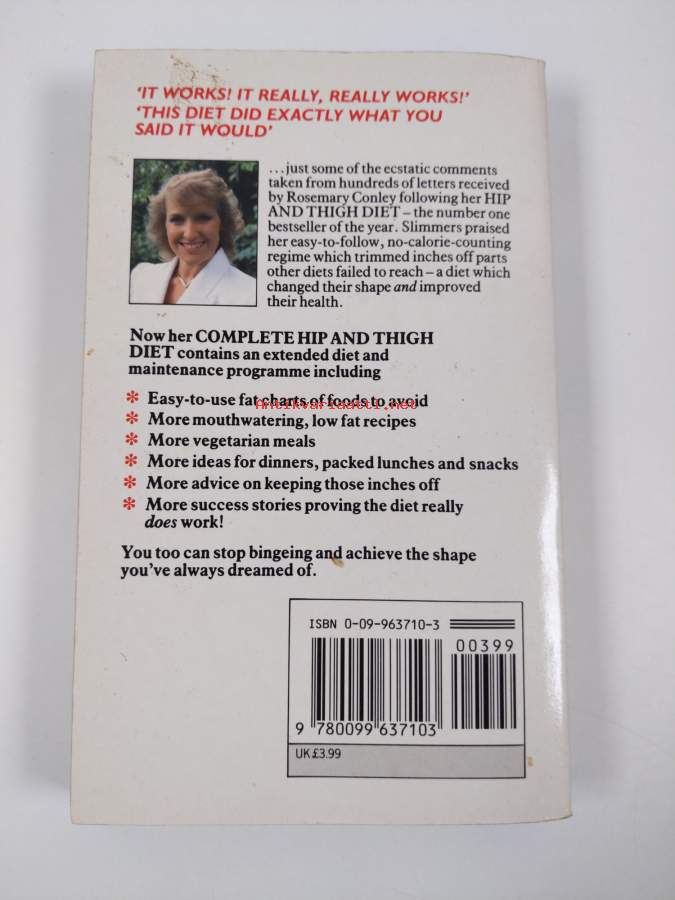 'IT WORKS! IT REALLY, REALLY WORKS!'
'THIS DIET DID EXACTLY WHAT YOU
SAID IT WOULD'
...just some of the ecstatic comments
taken from hundreds of letters received
by Rosemary Conley following her HIP
AND THIGH DIET – the number one
bestseller of the year. Slimmers praised
her easy-to-follow, no-calorie-counting
regime which trimmed inches off parts
other diets failed to reach – a diet which
changed their shape and improved
their health.
Now her COMPLETE HIP AND THIGH
DIET contains an extended diet and
maintenance programme including
* Easy-to-use fat charts of foods to avoid
Antikvariaatti.net
* More mouthwatering, low fat recipes
* More vegetarian meals
* More ideas for dinners, packed lunches and snacks
* More advice on keeping those inches off
* More success stories proving the diet really
does work!
You too can stop bingeing and achieve the shape
you've always dreamed of.
ISBN 0-09-963710-3
00399
9 780099 637103
UK £3.99